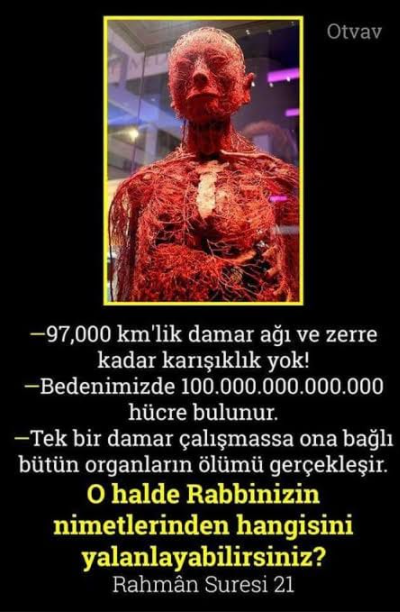 Otvav
—97,000 km'lik damar ağı ve zerre
kadar karışıklık yok!
—Bedenimizde 100.000.000.000.000
hücre bulunur.
—Tek bir damar çalışmassa ona bağlı
bütün organların ölümü gerçekleşir.
O halde Rabbinizin
nimetlerinden hangisini
yalanlayabilirsiniz?
Rahmân Suresi 21